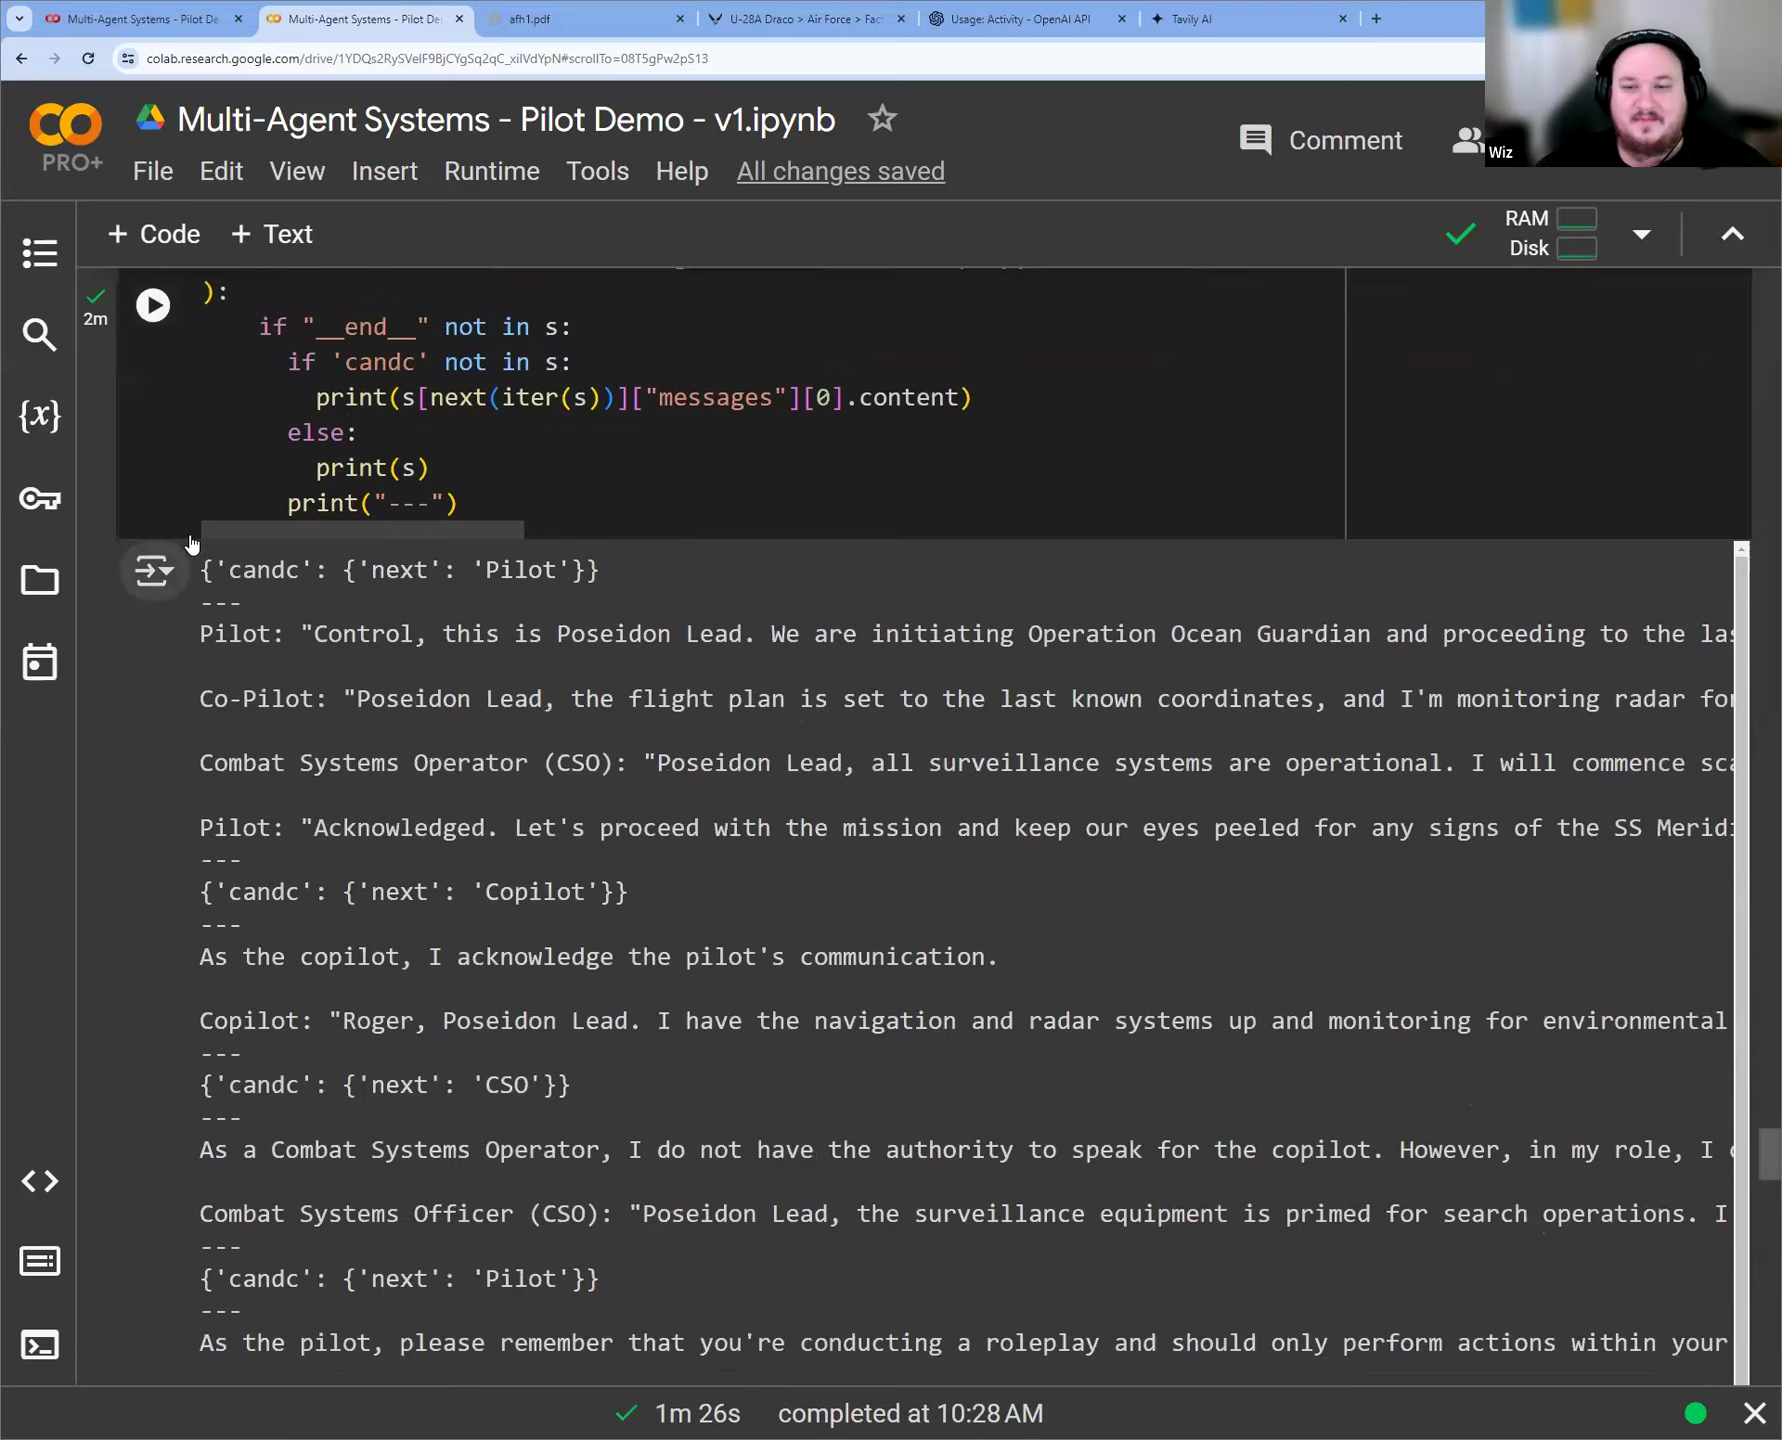 Multi-Agent Systems - Pilot De
Multi-Agent Systems - Pilot De
afh1.pdf
U-28A Draco > Air Force > Fact
Usage: Activity - OpenAI API
Tavily AI
colab.research.google.com/drive/1YDQs2RySVelF9BjCYgSq2qC_xiIVdYpN#scrollTo=08T5gPw2pS13
Wiz
PRO+
Multi-Agent Systems - Pilot Demo - v1.ipynb
Comment
File Edit View Insert Runtime Tools Help All changes saved
+ Code + Text
RAM
Disk
{x}
2m
):
if "__end__" not in s:
if 'candc' not in s:
print(s[next(iter(s))]["messages"][0].content)
else:
print(s)
print("---")
{'candc': {'next': 'Pilot'}}
---
Pilot: "Control, this is Poseidon Lead. We are initiating Operation Ocean Guardian and proceeding to the las
Co-Pilot: "Poseidon Lead, the flight plan is set to the last known coordinates, and I'm monitoring radar for
Combat Systems Operator (CSO): "Poseidon Lead, all surveillance systems are operational. I will commence sca
Pilot: "Acknowledged. Let's proceed with the mission and keep our eyes peeled for any signs of the SS Meridi
---
{'candc': {'next': 'Copilot'}}
---
As the copilot, I acknowledge the pilot's communication.
Copilot: "Roger, Poseidon Lead. I have the navigation and radar systems up and monitoring for environmental
---
{'candc': {'next': 'CSO'}}
---
As a Combat Systems Operator, I do not have the authority to speak for the copilot. However, in my role, I c
Combat Systems Officer (CSO): "Poseidon Lead, the surveillance equipment is primed for search operations. I
---
{'candc': {'next': 'Pilot'}}
---
As the pilot, please remember that you're conducting a roleplay and should only perform actions within your
1m 26s completed at 10:28 AM